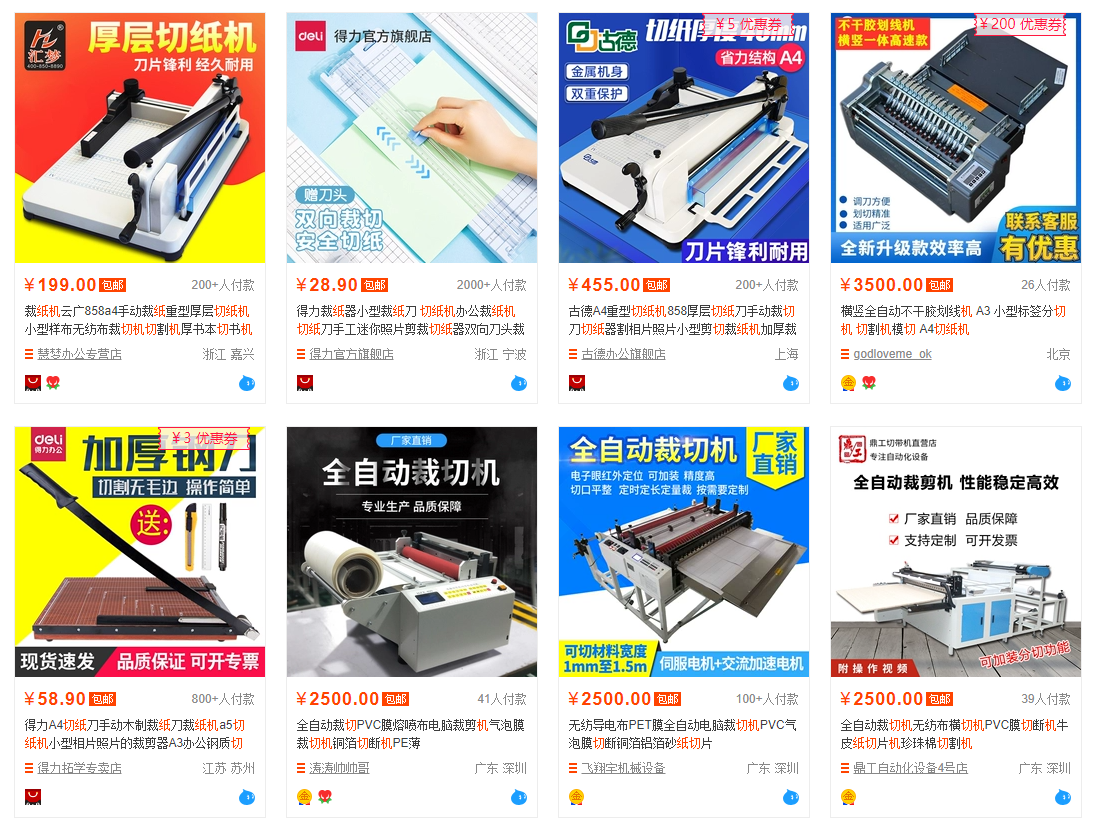 汇梦
400-850-8890
厚层切纸机
刀片锋利 经久耐用
￥199.00 包邮 200+人付款
裁纸机云广858a4手动裁纸重型厚层切纸机
小型样布无纺布裁切机切割机厚书本切书机
慧梦办公专营店 浙江 嘉兴
deli 得力官方旗舰店
赠刀头
双向裁切
安全切纸
￥28.90 包邮 2000+人付款
得力裁纸器小型裁纸刀 切纸机办公裁纸机
切纸刀手工迷你照片剪裁切纸器双向刀头裁
得力官方旗舰店 浙江 宁波
古德 切纸厚度40mm
￥5 优惠券
省力结构 A4
金属机身
双重保护
刀片锋利耐用
￥455.00 包邮 200+人付款
古德A4重型切纸机858厚层切纸刀手动裁切
刀切纸器割相片照片小型剪切裁纸机加厚裁
古德办公旗舰店 上海
不干胶划线机
横竖一体高速款
￥200 优惠券
调刀方便
划切精准
适用广泛
联系客服
全新升级款效率高 有优惠
￥3500.00 包邮 26人付款
横竖全自动不干胶划线机 A3 小型标签分切
机 切割机模切 A4切纸机
godloveme_ok 北京
deli
得力办公
￥3 优惠券
加厚钢刀
切割无毛边 操作简单
送:
现货速发 品质保证 可开专票
￥58.90 包邮 800+人付款
得力A4切纸刀手动木制裁纸刀裁纸机a5切
纸机小型相片照片的裁剪器A3办公钢质切
得力拓学专卖店 江苏 苏州
厂家直销
全自动裁切机
专业生产 品质保障
￥2500.00 包邮 41人付款
全自动裁切PVC膜熔喷布电脑裁剪机气泡膜
裁切机铜箔切断机PE薄
涛涛帅帅哥 广东 深圳
全自动裁切机
厂家
直销
电子眼红外定位 可加装 精度高
切口平整 定时定长定量裁 按需要定制
可切材料宽度
1mm至1.5m 伺服电机+交流加速电机
￥2500.00 包邮 100+人付款
无纺导电布PET膜全自动电脑裁切机PVC气
泡膜切断铜箔铝箔砂纸切片
飞翔宇机械设备 广东 深圳
鼎工
鼎工切带机直营店
专注自动化设备
全自动裁剪机 性能稳定高效
厂家直销 品质保障
支持定制 可开发票
可加装分切功能
附操作视频
￥2500.00 包邮 39人付款
全自动裁切机无纺布横切机PVC膜切断机牛
皮纸切片机珍珠棉切割机
鼎工自动化设备4号店 广东 深圳